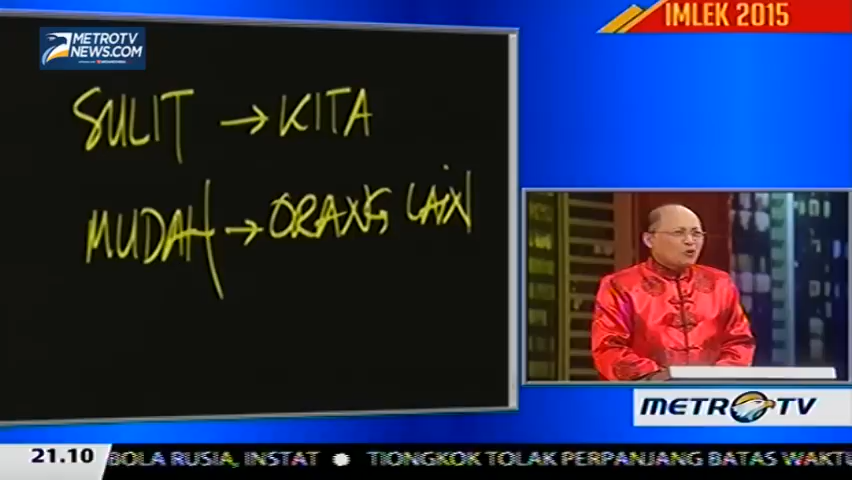 METROTV
NEWS.COM
IMLEK 2015
SULIT → KITA
MUDAH → ORANG LAIN
METRO TV
21.10
BOLA RUSIA, INSTAT ● TIONGKOK TOLAK PERPANJANG BATAS WAKTU